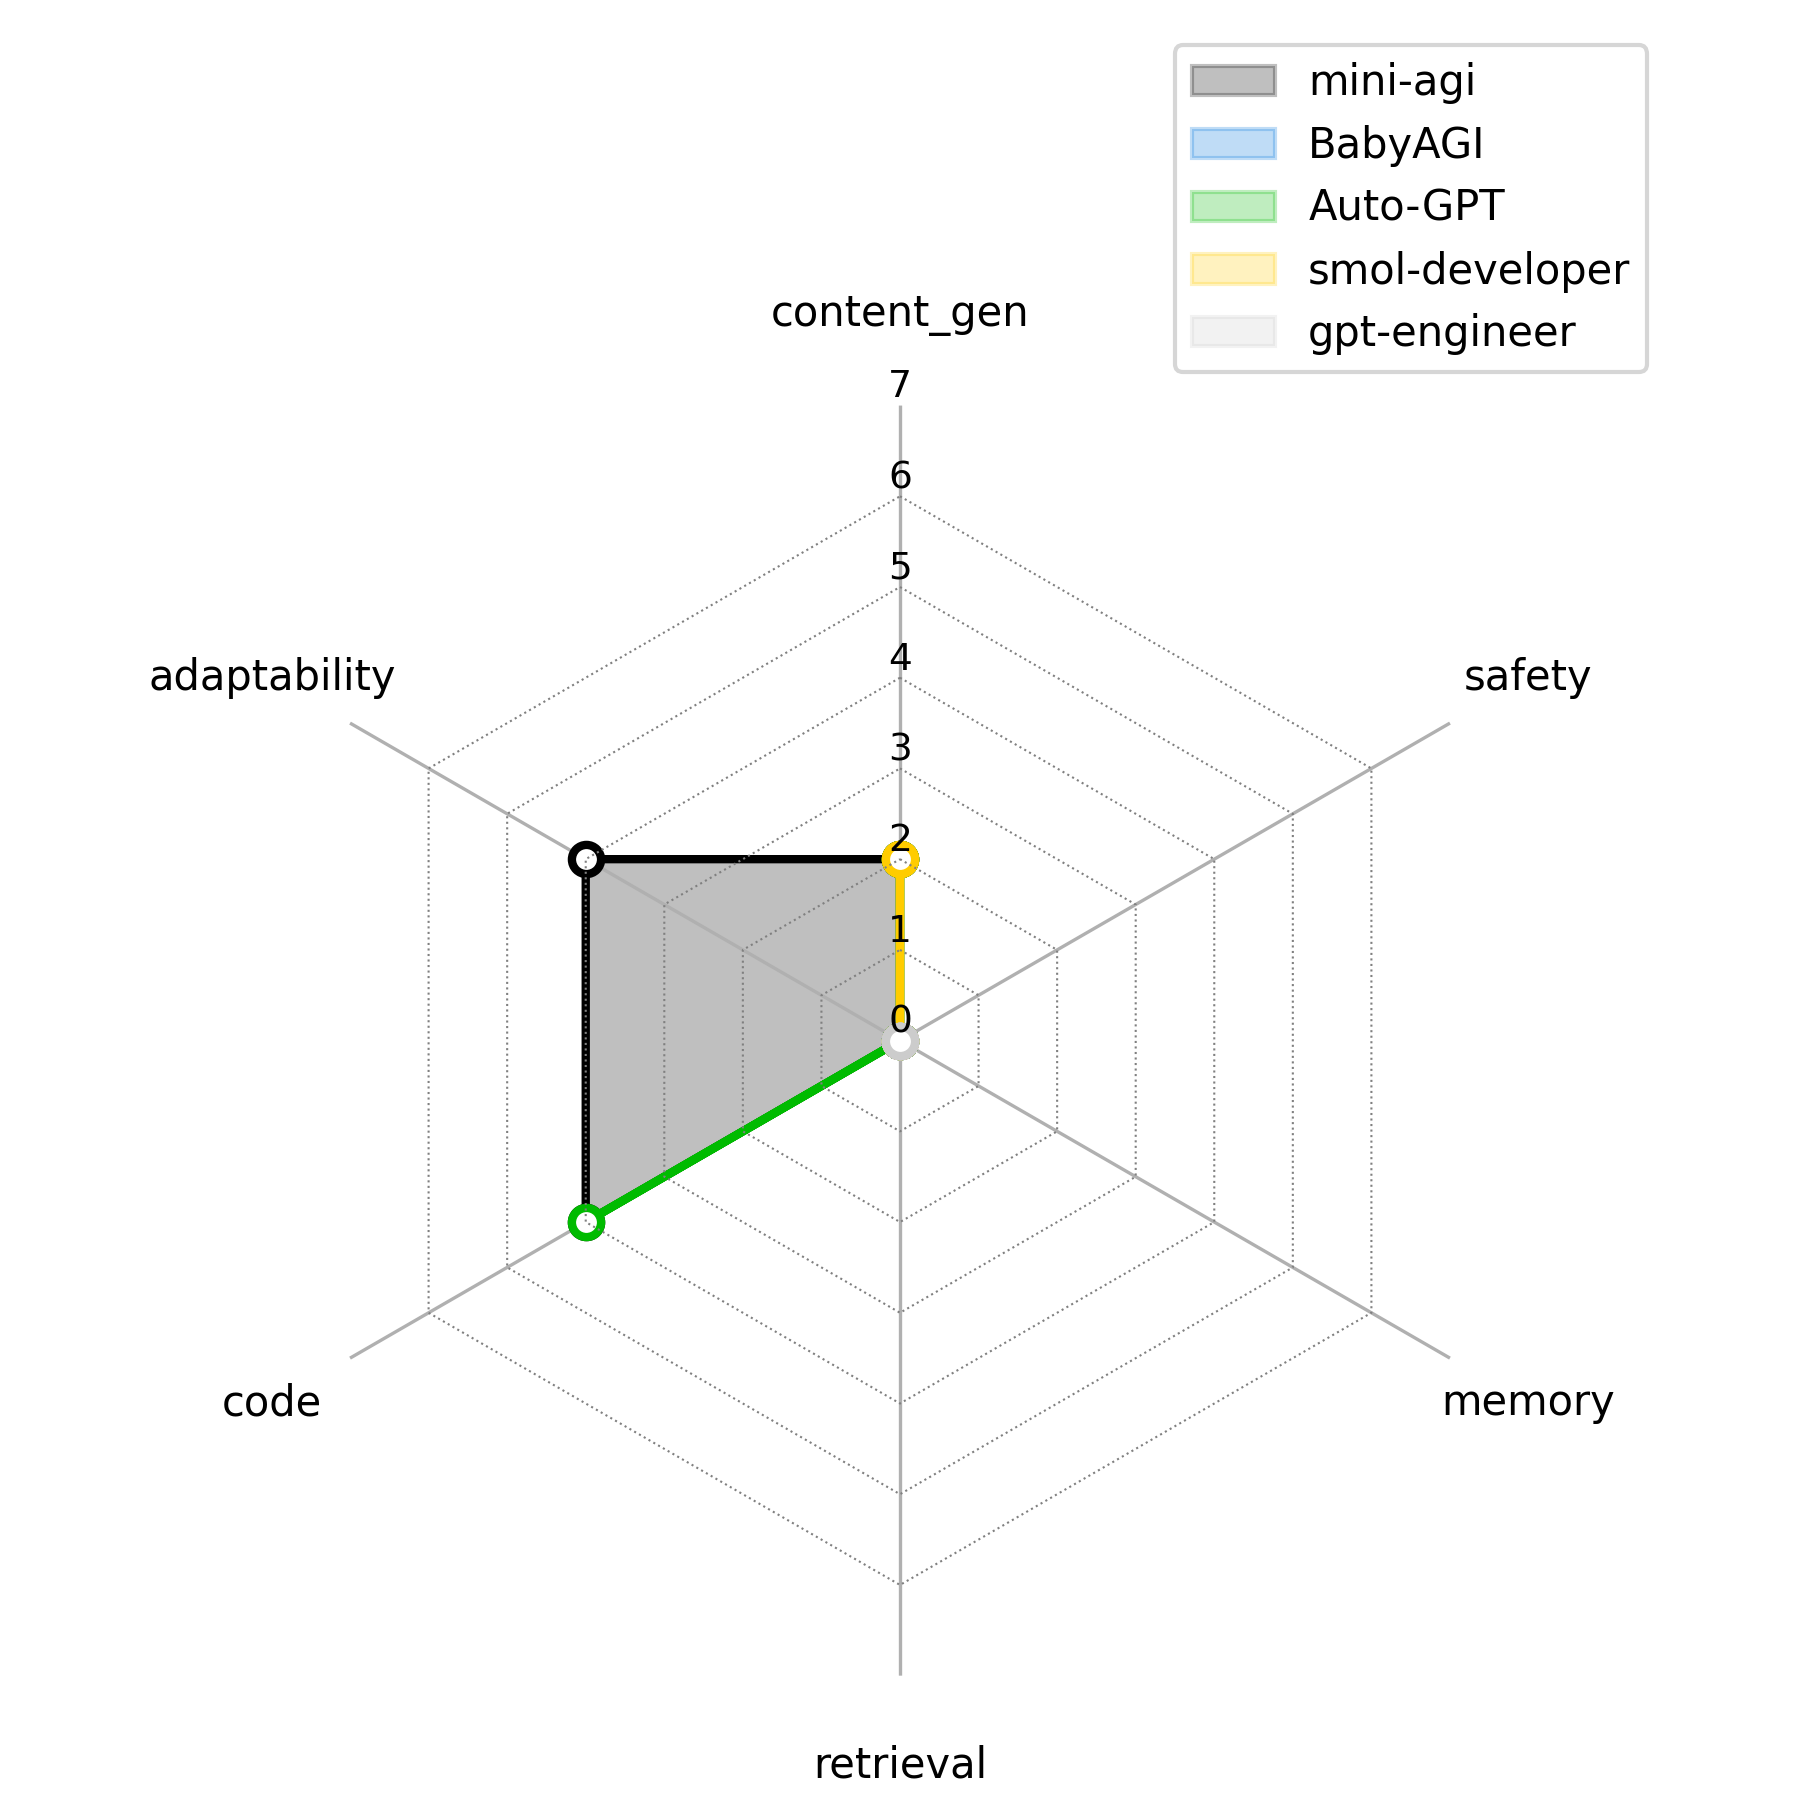 mini-agi
BabyAGI
Auto-GPT
smol-developer
gpt-engineer
content_gen
7
6
5
4
adaptability
safety
3
2
1
0
code
memory
retrieval